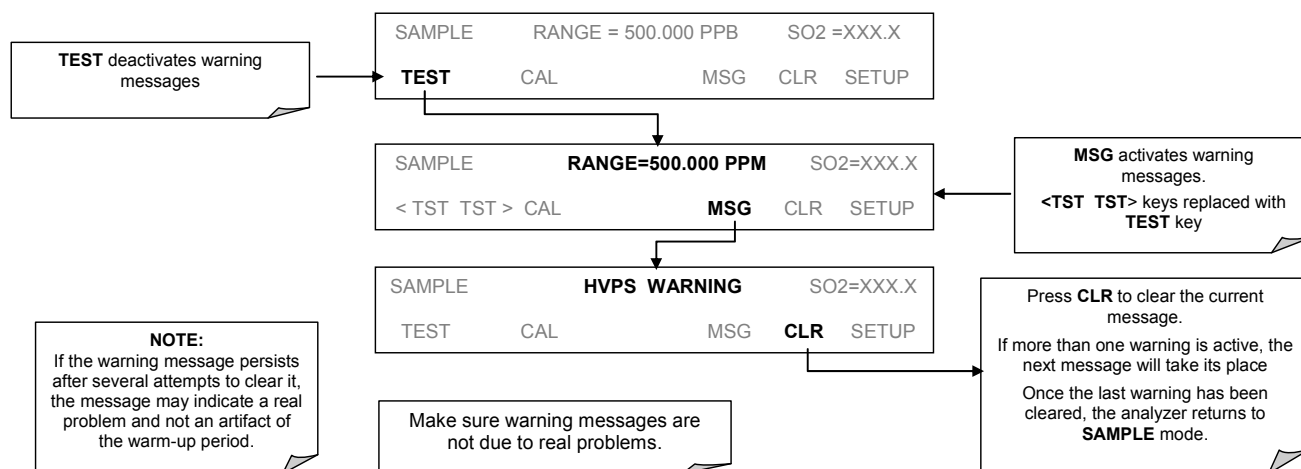 SAMPLE RANGE = 500.000 PPB SO2 =XXX.X
TEST CAL MSG CLR SETUP
TEST deactivates warning
messages
SAMPLE RANGE=500.000 PPM SO2=XXX.X
< TST TST > CAL MSG CLR SETUP
MSG activates warning
messages.
<TST TST> keys replaced with
TEST key
SAMPLE HVPS WARNING SO2=XXX.X
TEST CAL MSG CLR SETUP
Press CLR to clear the current
message.
If more than one warning is active, the
next message will take its place
Once the last warning has been
cleared, the analyzer returns to
SAMPLE mode.
NOTE:
If the warning message persists
after several attempts to clear it,
the message may indicate a real
problem and not an artifact of
the warm-up period.
Make sure warning messages are
not due to real problems.